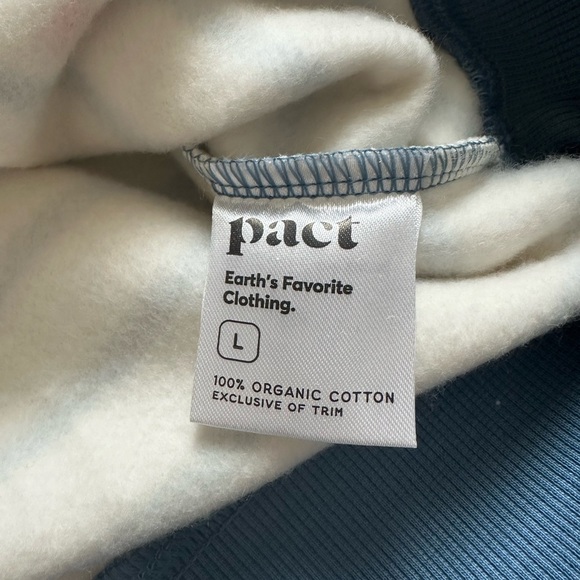 pact
Earth's Favorite
Clothing.
L
100% ORGANIC COTTON
EXCLUSIVE OF TRIM